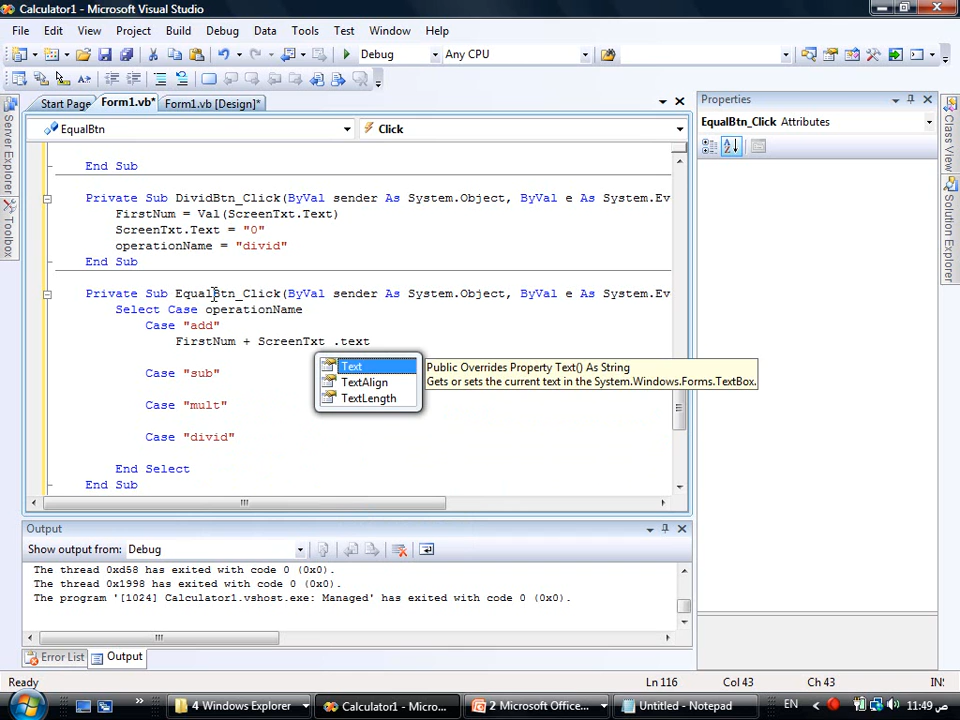 Calculator1 - Microsoft Visual Studio
File Edit View Project Build Debug Data Tools Test Window Help
Debug Any CPU
Start Page Form1.vb* Form1.vb [Design]*
EqualBtn Click
End Sub
Private Sub DividBtn_Click(ByVal sender As System.Object, ByVal e As System.Ev
FirstNum = Val(ScreenTxt.Text)
ScreenTxt.Text = "0"
operationName = "divid"
End Sub
Private Sub EqualBtn_Click(ByVal sender As System.Object, ByVal e As System.Ev
Select Case operationName
Case "add"
FirstNum + ScreenTxt .text
Text
TextAlign
TextLength
Public Overrides Property Text() As String
Gets or sets the current text in the System.Windows.Forms.TextBox.
Case "sub"
Case "mult"
Case "divid"
End Select
End Sub
Properties
EqualBtn_Click Attributes
Server Explorer
Toolbox
Class View
Solution Explorer
Output
Show output from: Debug
The thread 0xd58 has exited with code 0 (0x0).
The thread 0x1998 has exited with code 0 (0x0).
The program '[1024] Calculator1.vshost.exe: Managed' has exited with code 0 (0x0).
Error List Output
Ready Ln 116 Col 43 Ch 43 INS
4 Windows Explorer Calculator1 - Micro... 2 Microsoft Office... Untitled - Notepad EN 11:49 ص